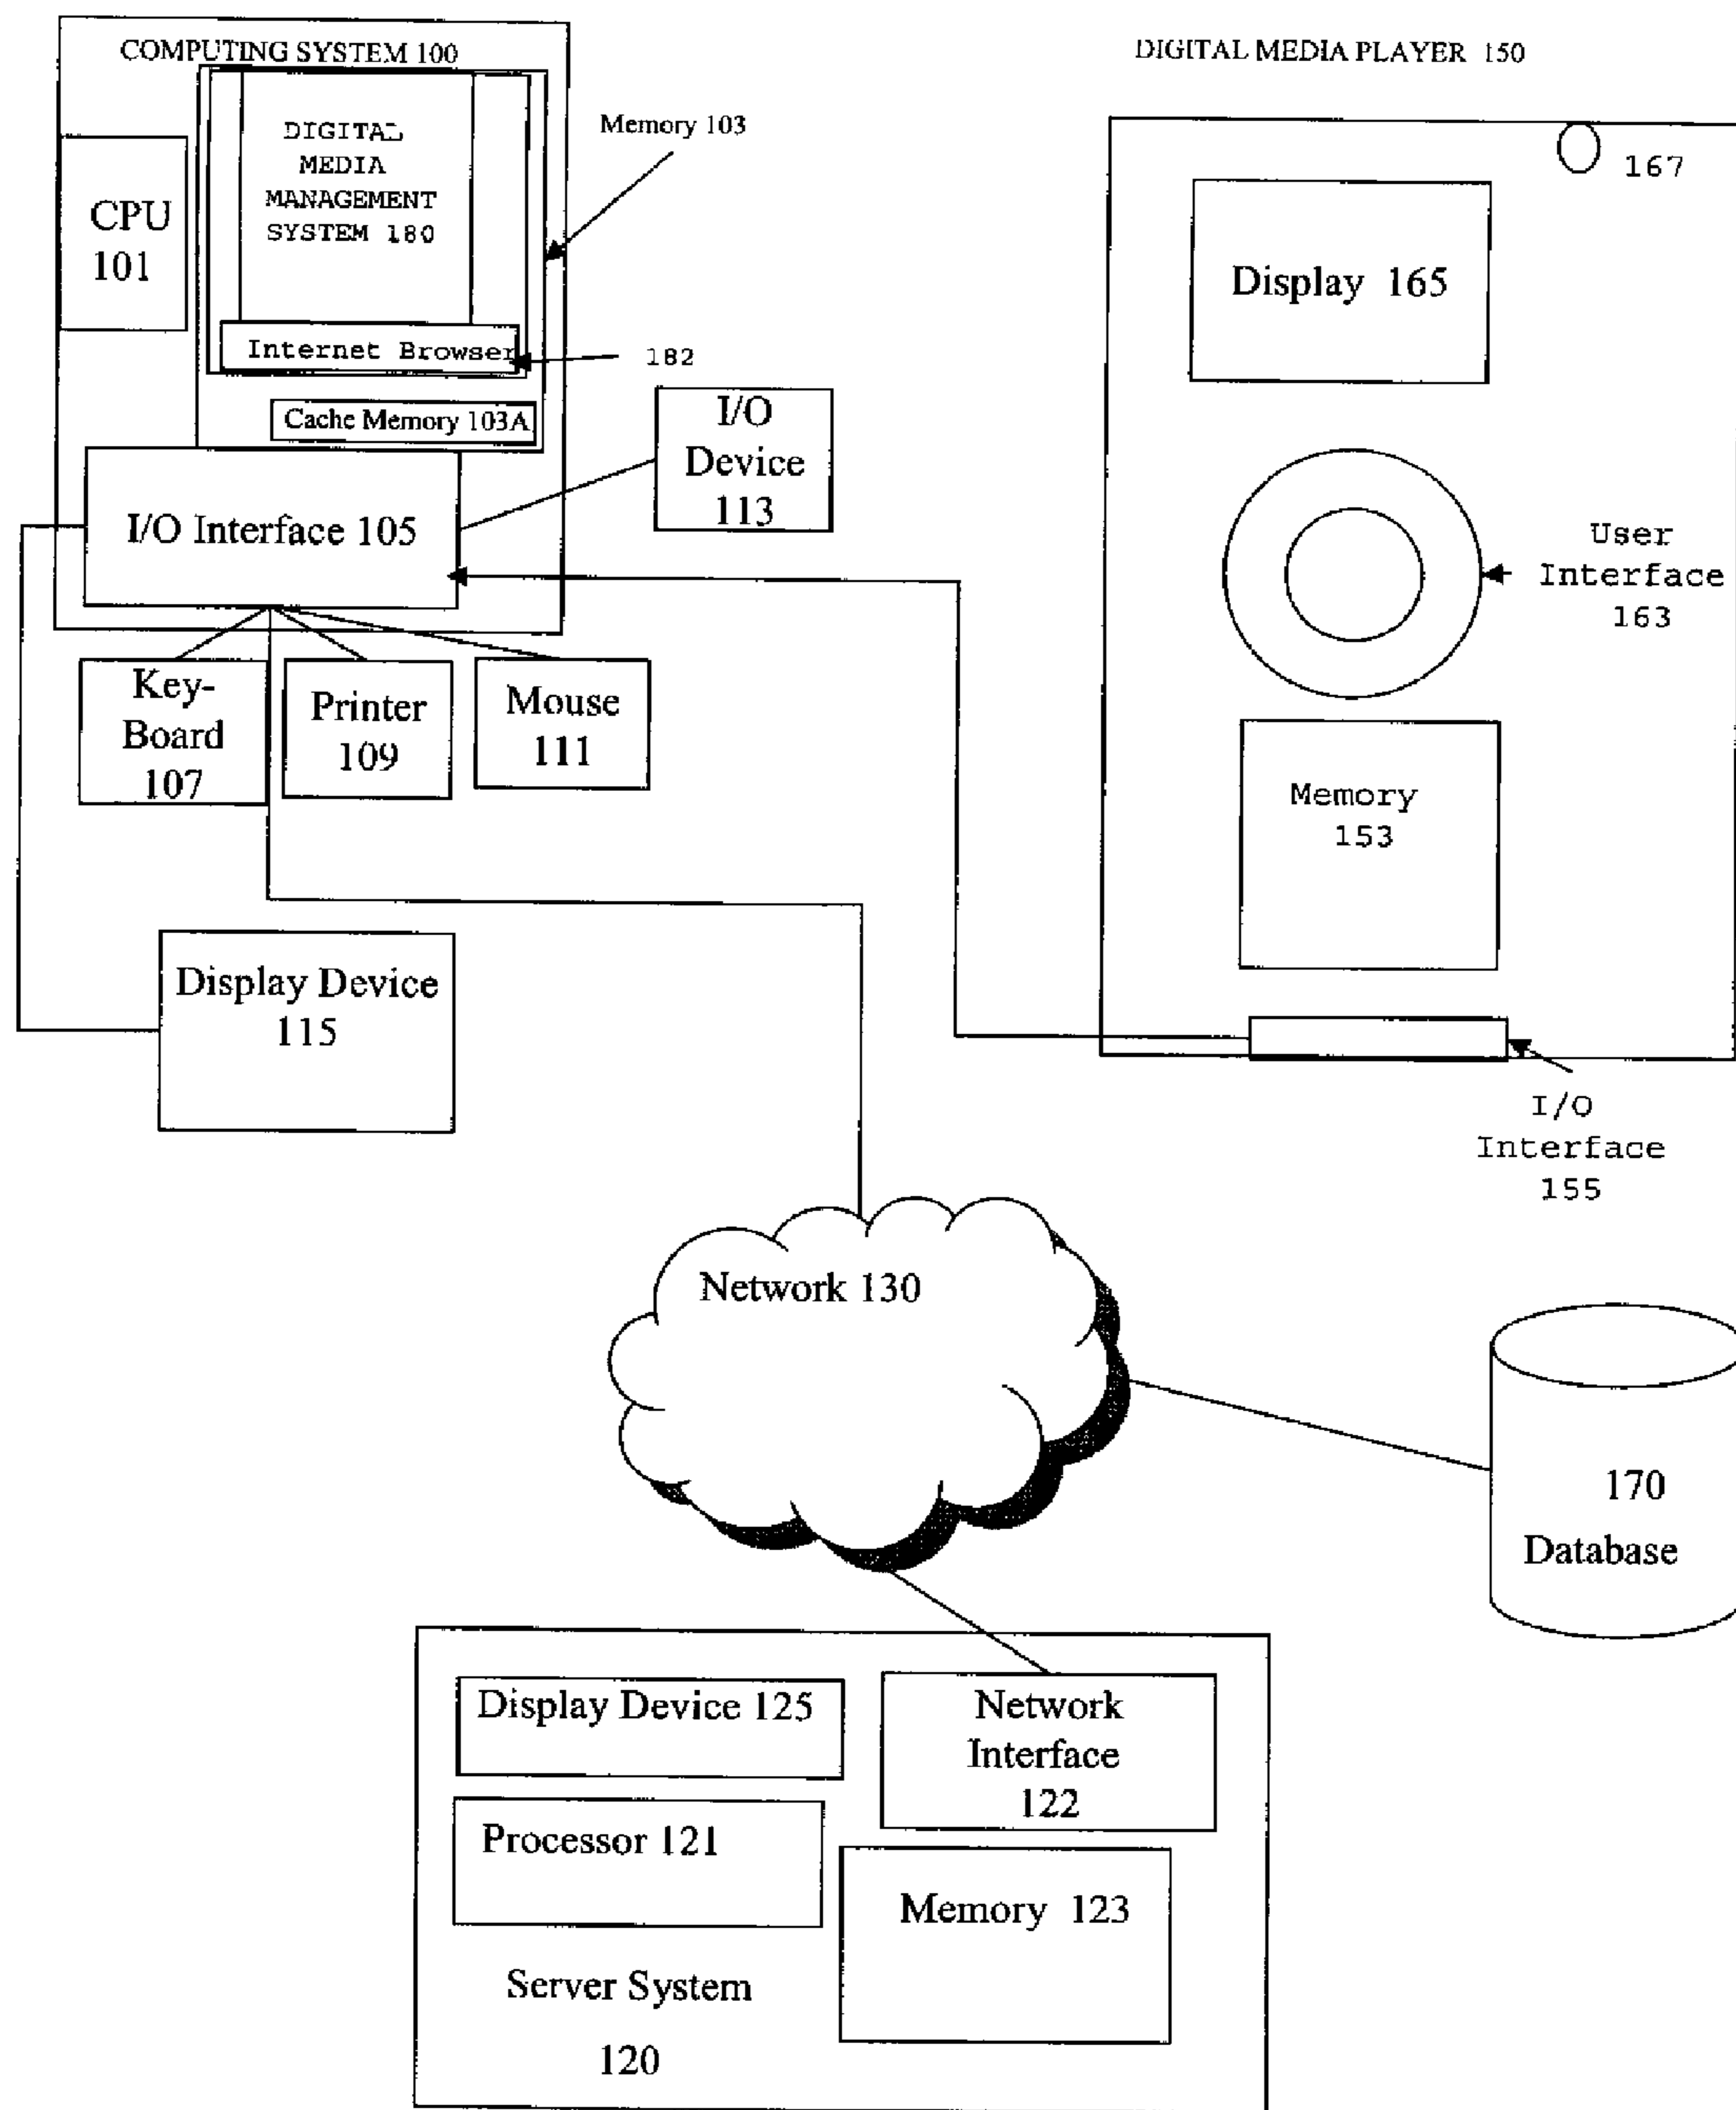 COMPUTING SYSTEM 100
DIGITAL MEDIA PLAYER 150
DIGITAL
MEDIA
MANAGEMENT
SYSTEM 180
Memory 103
167
CPU
101
Display 165
Internet Browser
182
Cache Memory 103A
I/O
Device
113
I/O Interface 105
User
Interface
163
Key-
Board
107
Printer
109
Mouse
111
Memory
153
Display Device
115
I/O
Interface
155
Network 130
170
Database
Display Device 125
Network
Interface
122
Processor 121
Memory 123
Server System
120